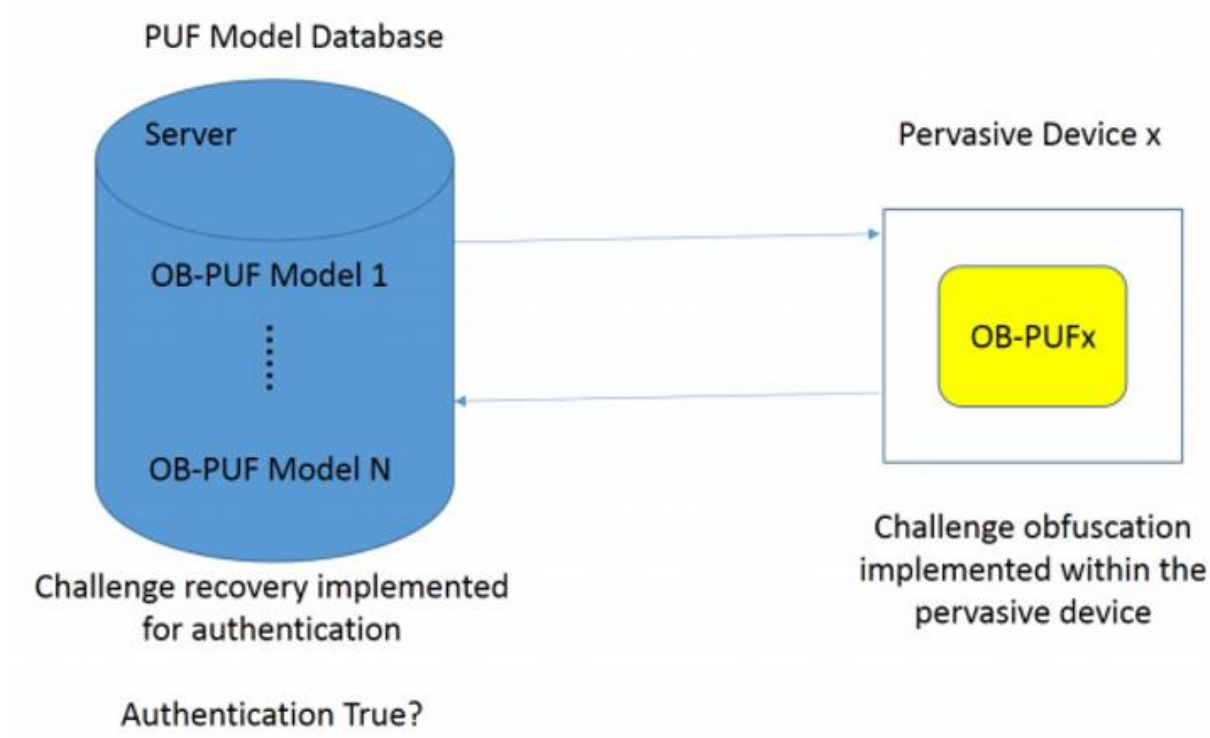 PUF Model Database
Server
Pervasive Device x
OB-PUF Model 1
OB-PUFx
OB-PUF Model N
Challenge obfuscation
implemented within the
pervasive device
Challenge recovery implemented
for authentication
Authentication True?